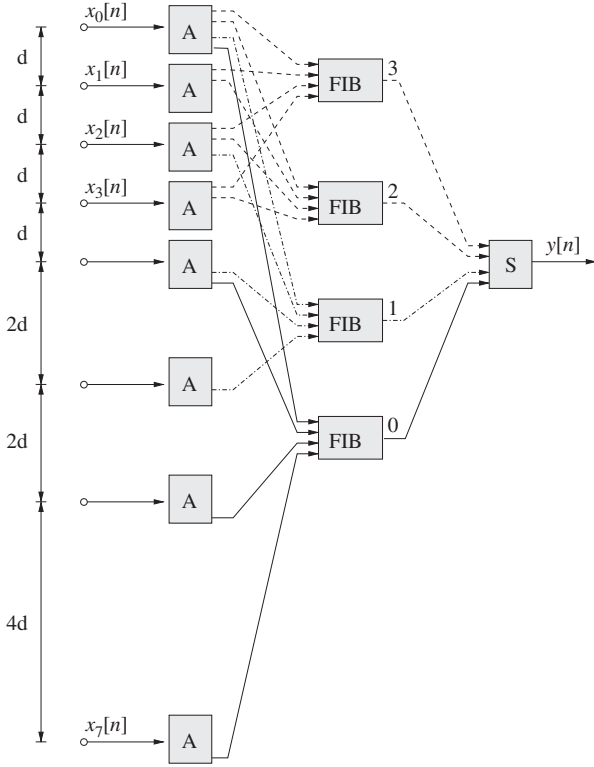 x₀[n]
A
d
x₁[n]
A
FIB
3
d
x₂[n]
A
d
x₃[n]
A
FIB
2
d
A
S
y[n]
2d
FIB
1
A
2d
FIB
0
A
4d
x₇[n]
A